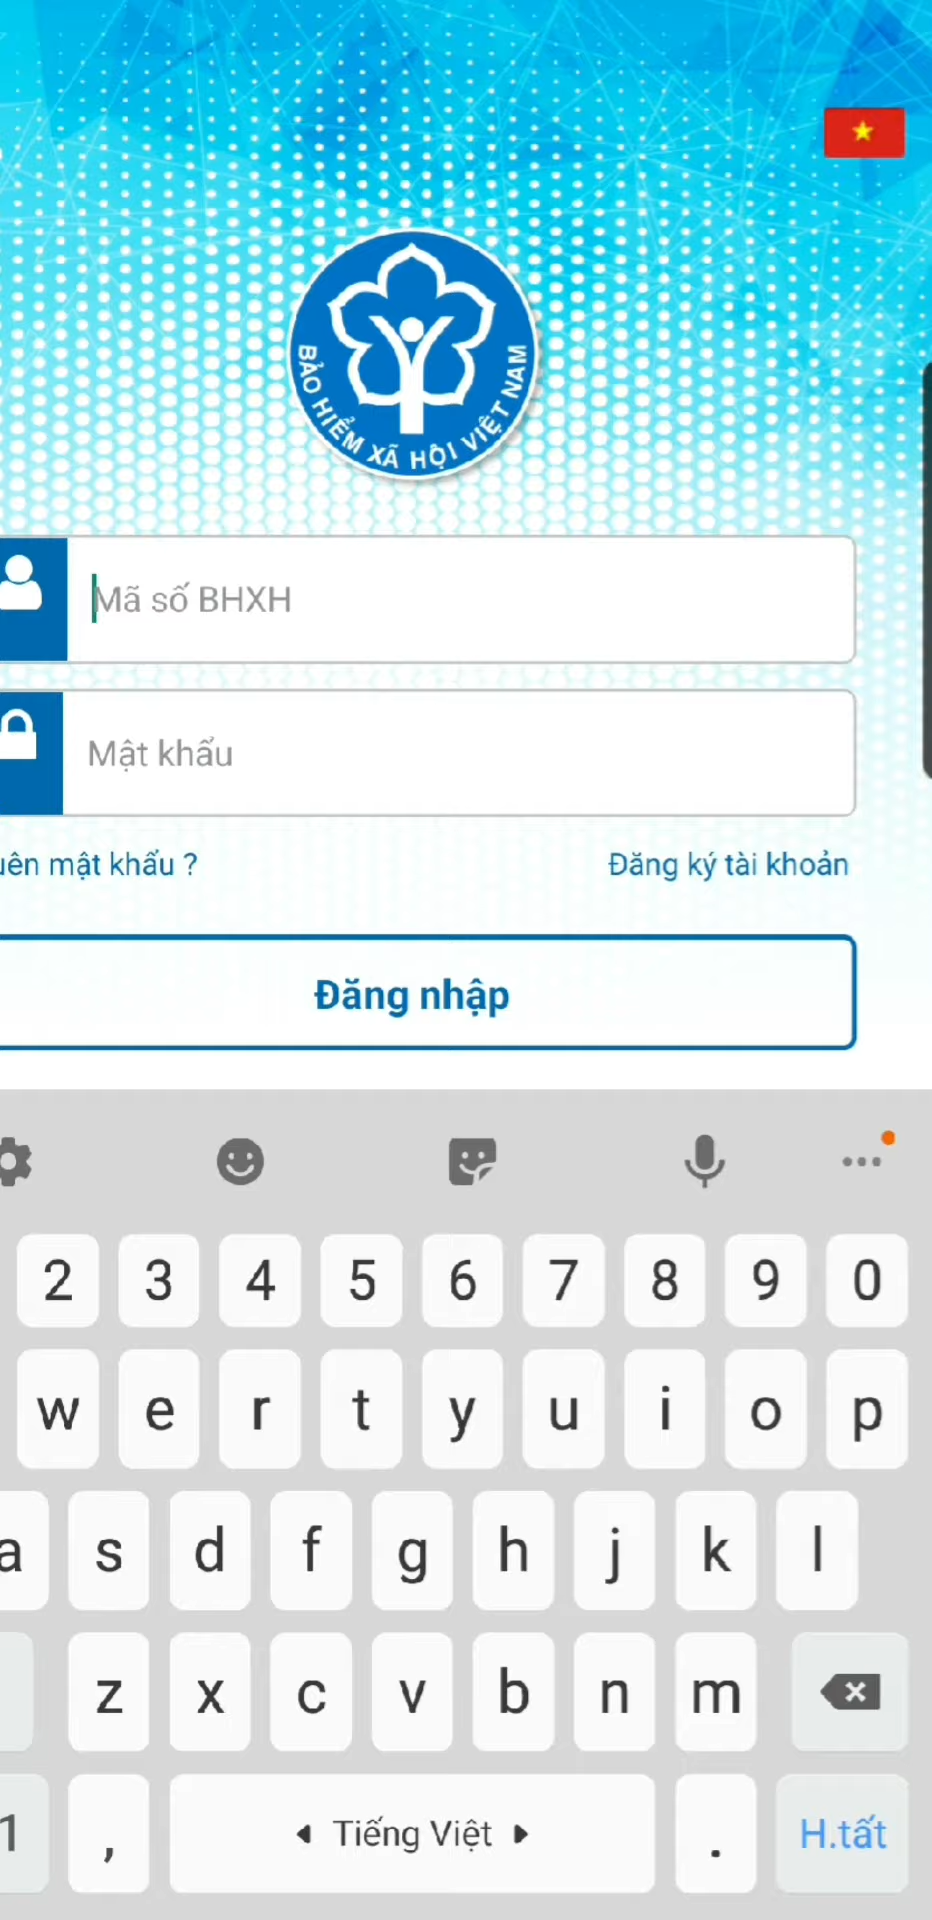 BẢO HIỂM XÃ HỘI VIỆT NAM
Mã số BHXH
Mật khẩu
uên mật khẩu ?
Đăng ký tài khoản
Đăng nhập
2 3 4 5 6 7 8 9 0
w e r t y u i o p
a s d f g h j k l
z x c v b n m
1 , Tiếng Việt . H.tất